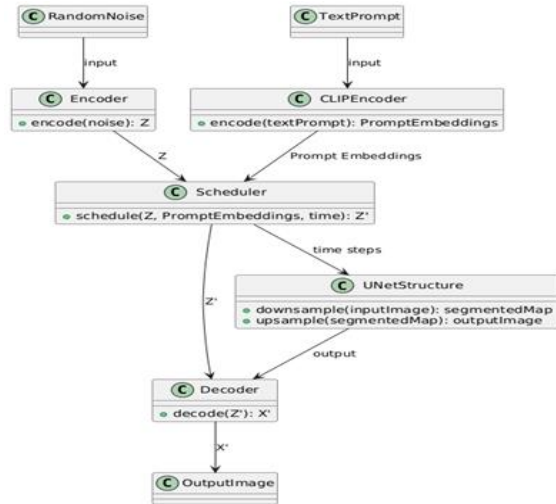 C RandomNoise
C TextPrompt
input
input
C Encoder
encode(noise): Z
C CLIPEncoder
encode(textPrompt): PromptEmbeddings
Z
Prompt Embeddings
C Scheduler
schedule(Z, PromptEmbeddings, time): Z'
time steps
C UNetStructure
downsample(inputImage): segmentedMap
upsample(segmentedMap): outputImage
Z'
output
C Decoder
decode(Z'): X'
X'
C OutputImage